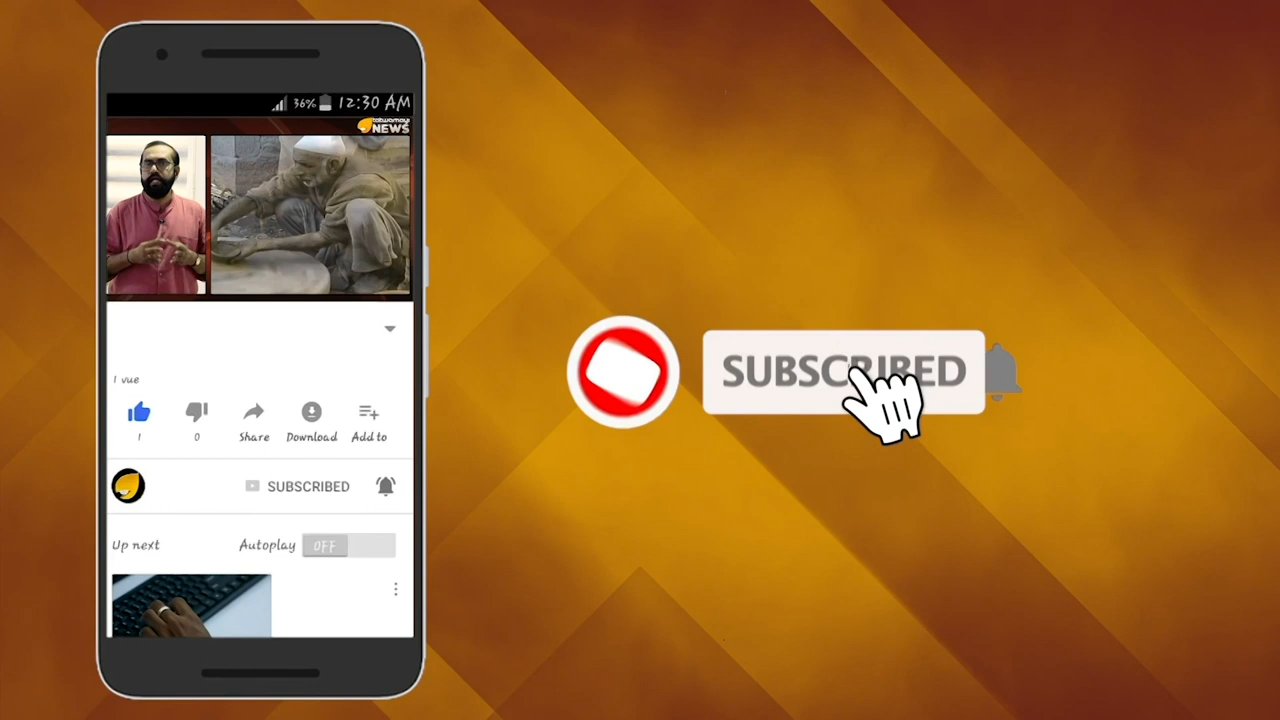 36% 12:30 AM
tatwamayi
NEWS
1 vue
1 0 Share Download Add to
SUBSCRIBED
Up next Autoplay OFF
SUBSCRIBED